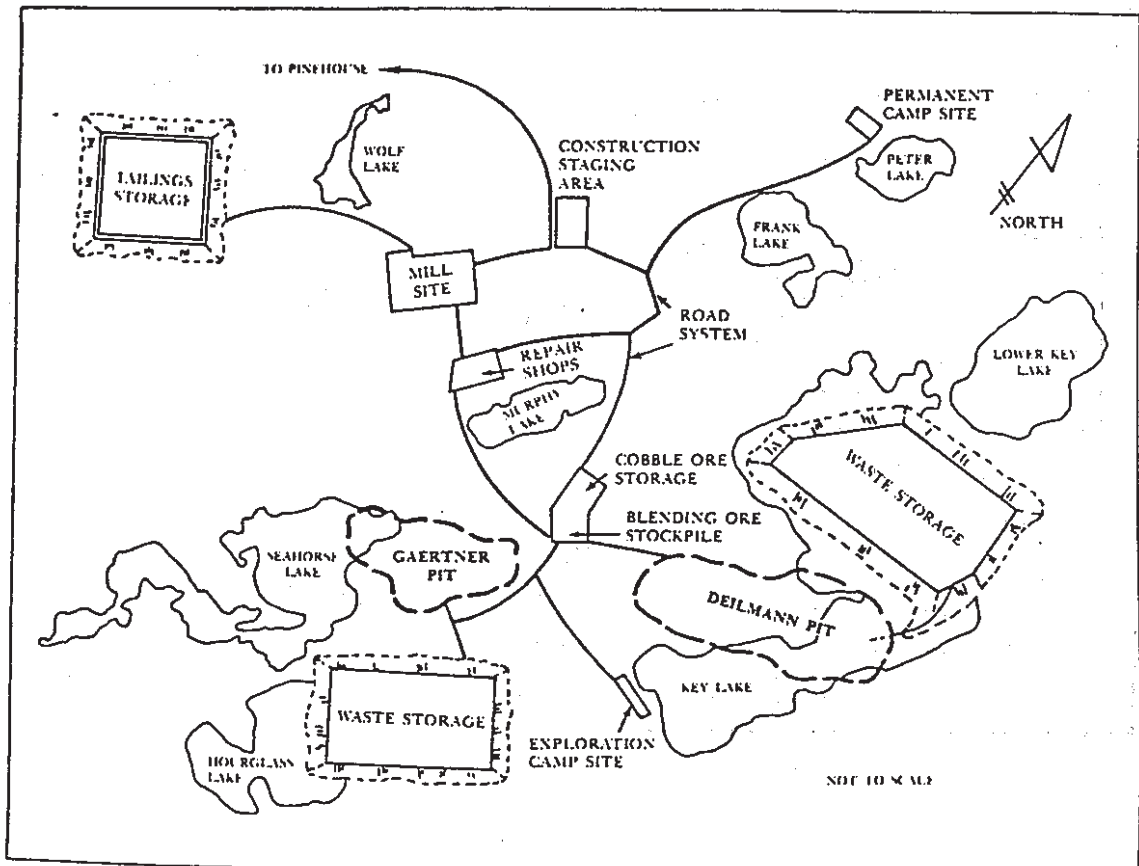 TO PINEHOUSE
PERMANENT
CAMP SITE
WOLF
LAKE
CONSTRUCTION
STAGING
AREA
PETER
LAKE
TAILINGS
STORAGE
FRANK
LAKE
NORTH
MILL
SITE
ROAD
SYSTEM
REPAIR
SHOPS
LOWER KEY
LAKE
MURPHY
LAKE
COBBLE ORE
STORAGE
WASTE STORAGE
BLENDING ORE
STOCKPILE
SEAHORSE
LAKE
GAERTNER
PIT
DEILMANN PIT
KEY LAKE
WASTE STORAGE
EXPLORATION
CAMP SITE
HOURGLASS
LAKE
NOT TO SCALE